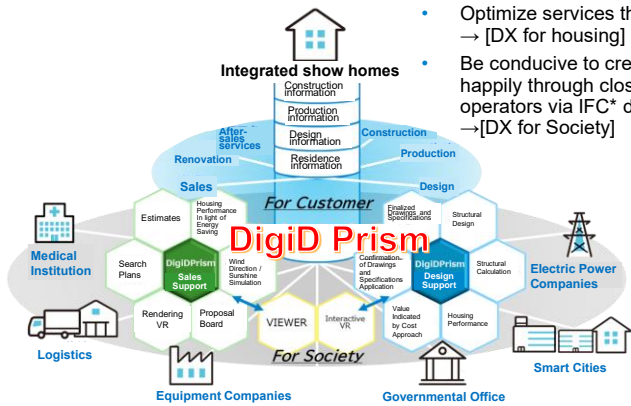 • Optimize services th
→ [DX for housing]
• Be conducive to crea
happily through clos
operators via IFC* d
→[DX for Society]
Integrated show homes
Construction
information
Production
information
Design
information
Residence
information
After-
sales
services
Renovation
Sales
Construction
Production
Design
For Customer
DigiD Prism
Estimates
Housing
Performance
In light of
Energy
Saving
Search
Plans
DigiDPrism
Sales
Support
Wind
Direction /
Sunshine
Simulation
Rendering
VR
Proposal
Board
VIEWER
Interactive
VR
Finalized
Drawings and
Specifications
Structural
Design
Confirmation
of Drawings
and
Specifications
Application
DigiDPrism
Design
Support
Structural
Calculation
Value
Indicated
by Cost
Approach
Housing
Performance
For Society
Medical
Institution
Logistics
Equipment Companies
Governmental Office
Smart Cities
Electric Power
Companies